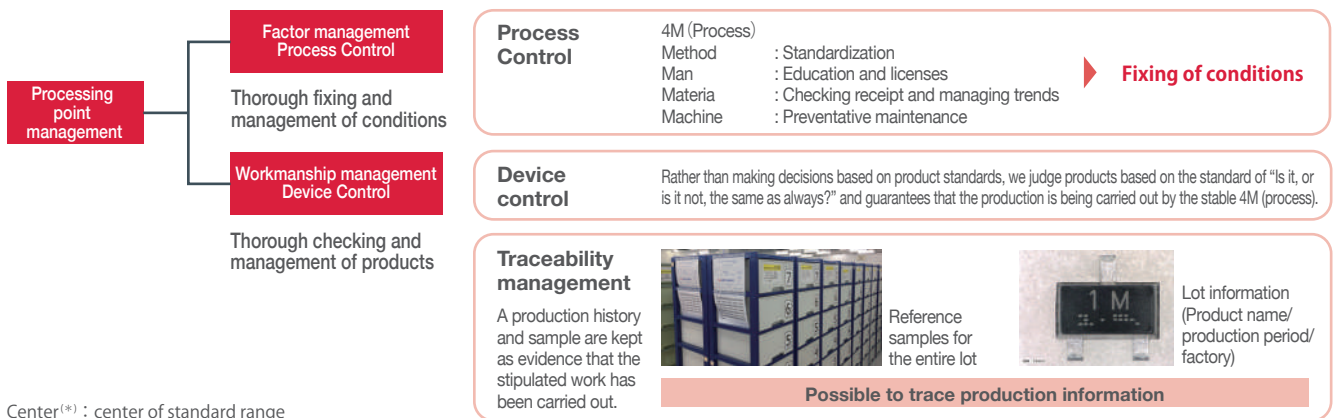 Processing
point
management
Factor management
Process Control
Thorough fixing and
management of conditions
Workmanship management
Device Control
Thorough checking and
management of products
Process
Control
4M (Process)
Method : Standardization
Man : Education and licenses
Materia : Checking receipt and managing trends
Machine : Preventative maintenance
Fixing of conditions
Device
control
Rather than making decisions based on product standards, we judge products based on the standard of “Is it, or
is it not, the same as always?” and guarantees that the production is being carried out by the stable 4M (process).
Traceability
management
A production history
and sample are kept
as evidence that the
stipulated work has
been carried out.
7
6
5
Reference
samples for
the entire lot
1 M
Lot information
(Product name/
production period/
factory)
Possible to trace production information
Center(*) : center of standard range